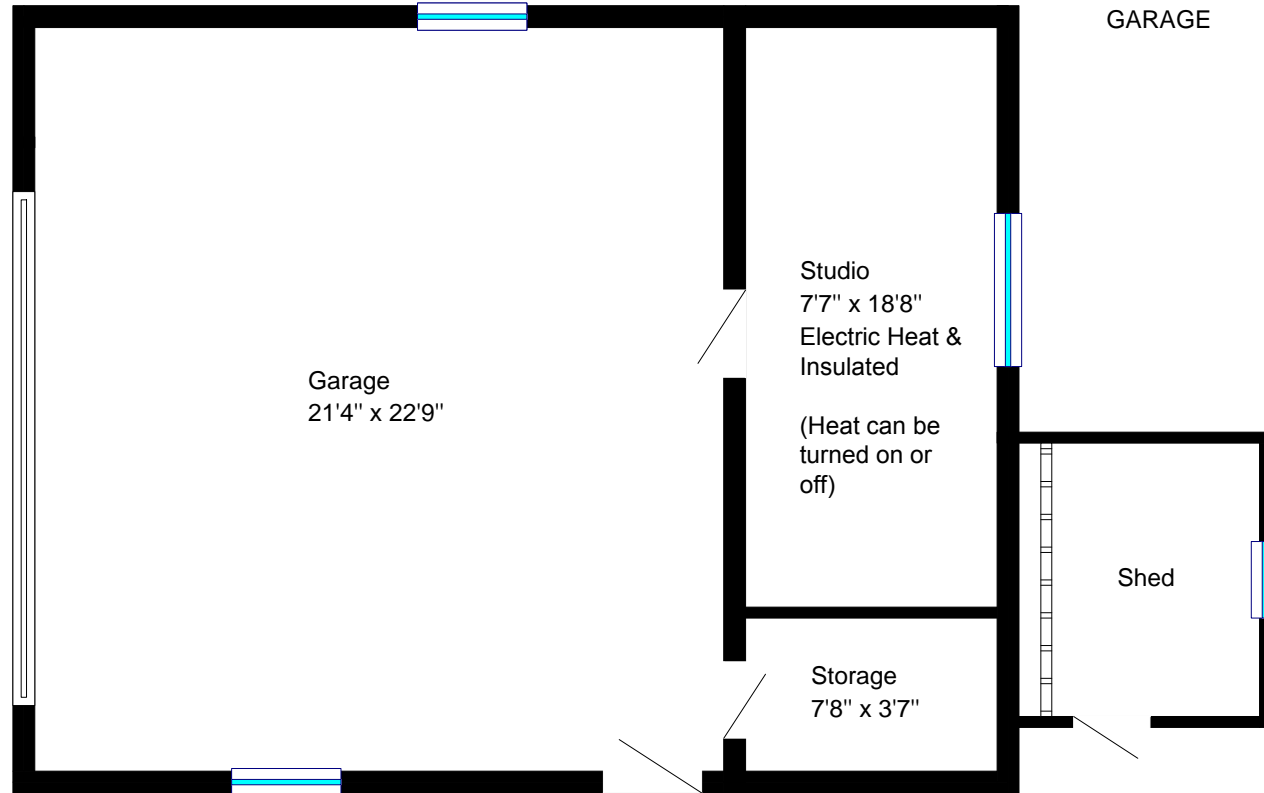 GARAGE
Studio
7'7" x 18'8"
Electric Heat &
Insulated
(Heat can be
turned on or
off)
Garage
21'4" x 22'9"
Shed
Storage
7'8" x 3'7"